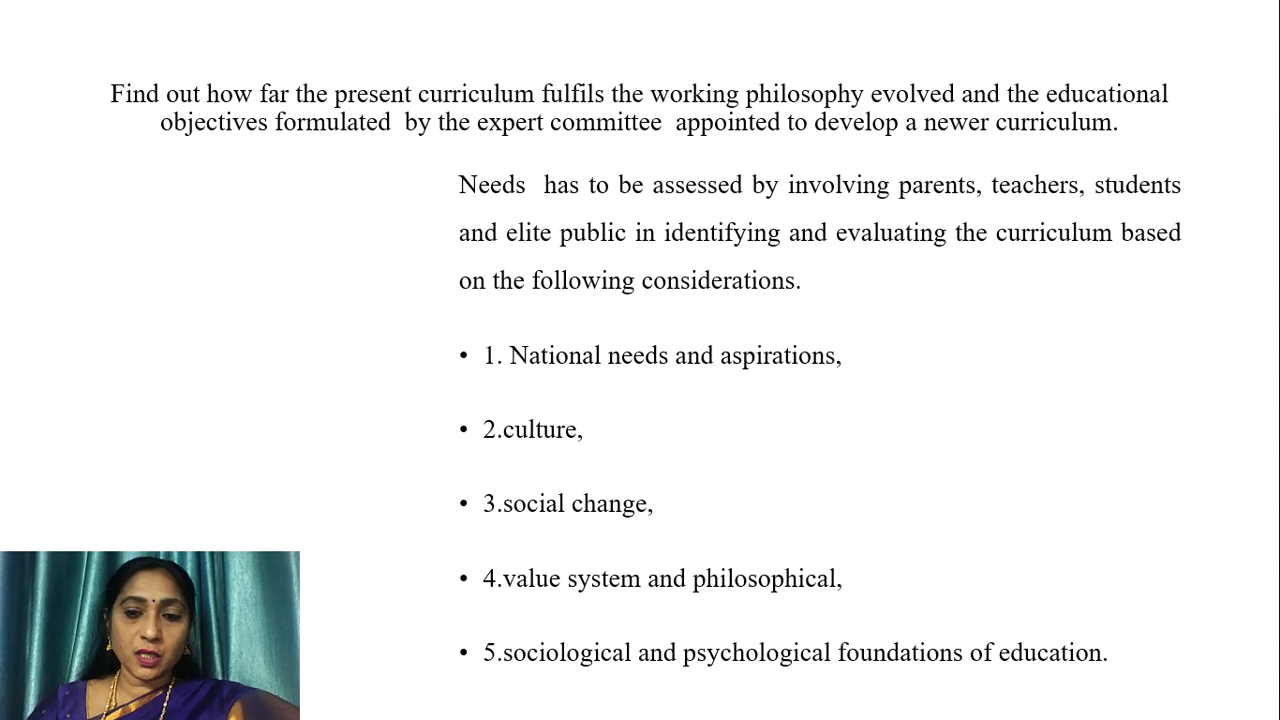 Find out how far the present curriculum fulfils the working philosophy evolved and the educational
objectives formulated  by the expert committee  appointed to develop a newer curriculum.
Needs  has to be assessed by involving parents, teachers, students
and elite public in identifying and evaluating the curriculum based
on the following considerations.
• 1. National needs and aspirations,
• 2.culture,
• 3.social change,
• 4.value system and philosophical,
• 5.sociological and psychological foundations of education.